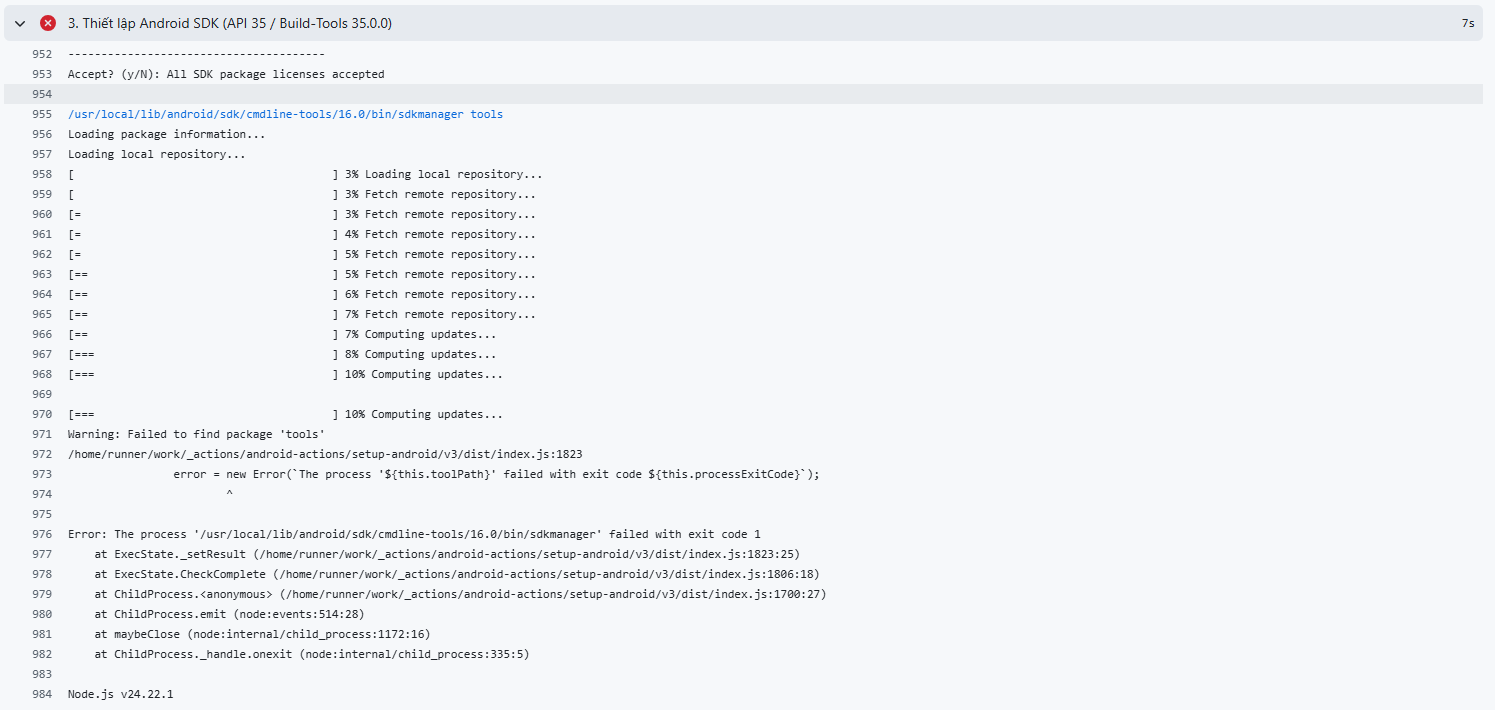 3. Thiết lập Android SDK (API 35 / Build-Tools 35.0.0) 7s
952 ---------------------------------------
953 Accept? (y/N): All SDK package licenses accepted
954
955 /usr/local/lib/android/sdk/cmdline-tools/16.0/bin/sdkmanager tools
956 Loading package information...
957 Loading local repository...
958 [                                       ] 3% Loading local repository...
959 [                                       ] 3% Fetch remote repository...
960 [=                                      ] 3% Fetch remote repository...
961 [=                                      ] 4% Fetch remote repository...
962 [=                                      ] 5% Fetch remote repository...
963 [==                                     ] 5% Fetch remote repository...
964 [==                                     ] 6% Fetch remote repository...
965 [==                                     ] 7% Fetch remote repository...
966 [==                                     ] 7% Computing updates...
967 [===                                    ] 8% Computing updates...
968 [===                                    ] 10% Computing updates...
969
970 [===                                    ] 10% Computing updates...
971 Warning: Failed to find package 'tools'
972 /home/runner/work/_actions/android-actions/setup-android/v3/dist/index.js:1823
973                 error = new Error(`The process '${this.toolPath}' failed with exit code ${this.processExitCode}`);
974                         ^
975
976 Error: The process '/usr/local/lib/android/sdk/cmdline-tools/16.0/bin/sdkmanager' failed with exit code 1
977     at ExecState._setResult (/home/runner/work/_actions/android-actions/setup-android/v3/dist/index.js:1823:25)
978     at ExecState.CheckComplete (/home/runner/work/_actions/android-actions/setup-android/v3/dist/index.js:1806:18)
979     at ChildProcess.<anonymous> (/home/runner/work/_actions/android-actions/setup-android/v3/dist/index.js:1700:27)
980     at ChildProcess.emit (node:events:514:28)
981     at maybeClose (node:internal/child_process:1172:16)
982     at ChildProcess._handle.onexit (node:internal/child_process:335:5)
983
984 Node.js v24.22.1